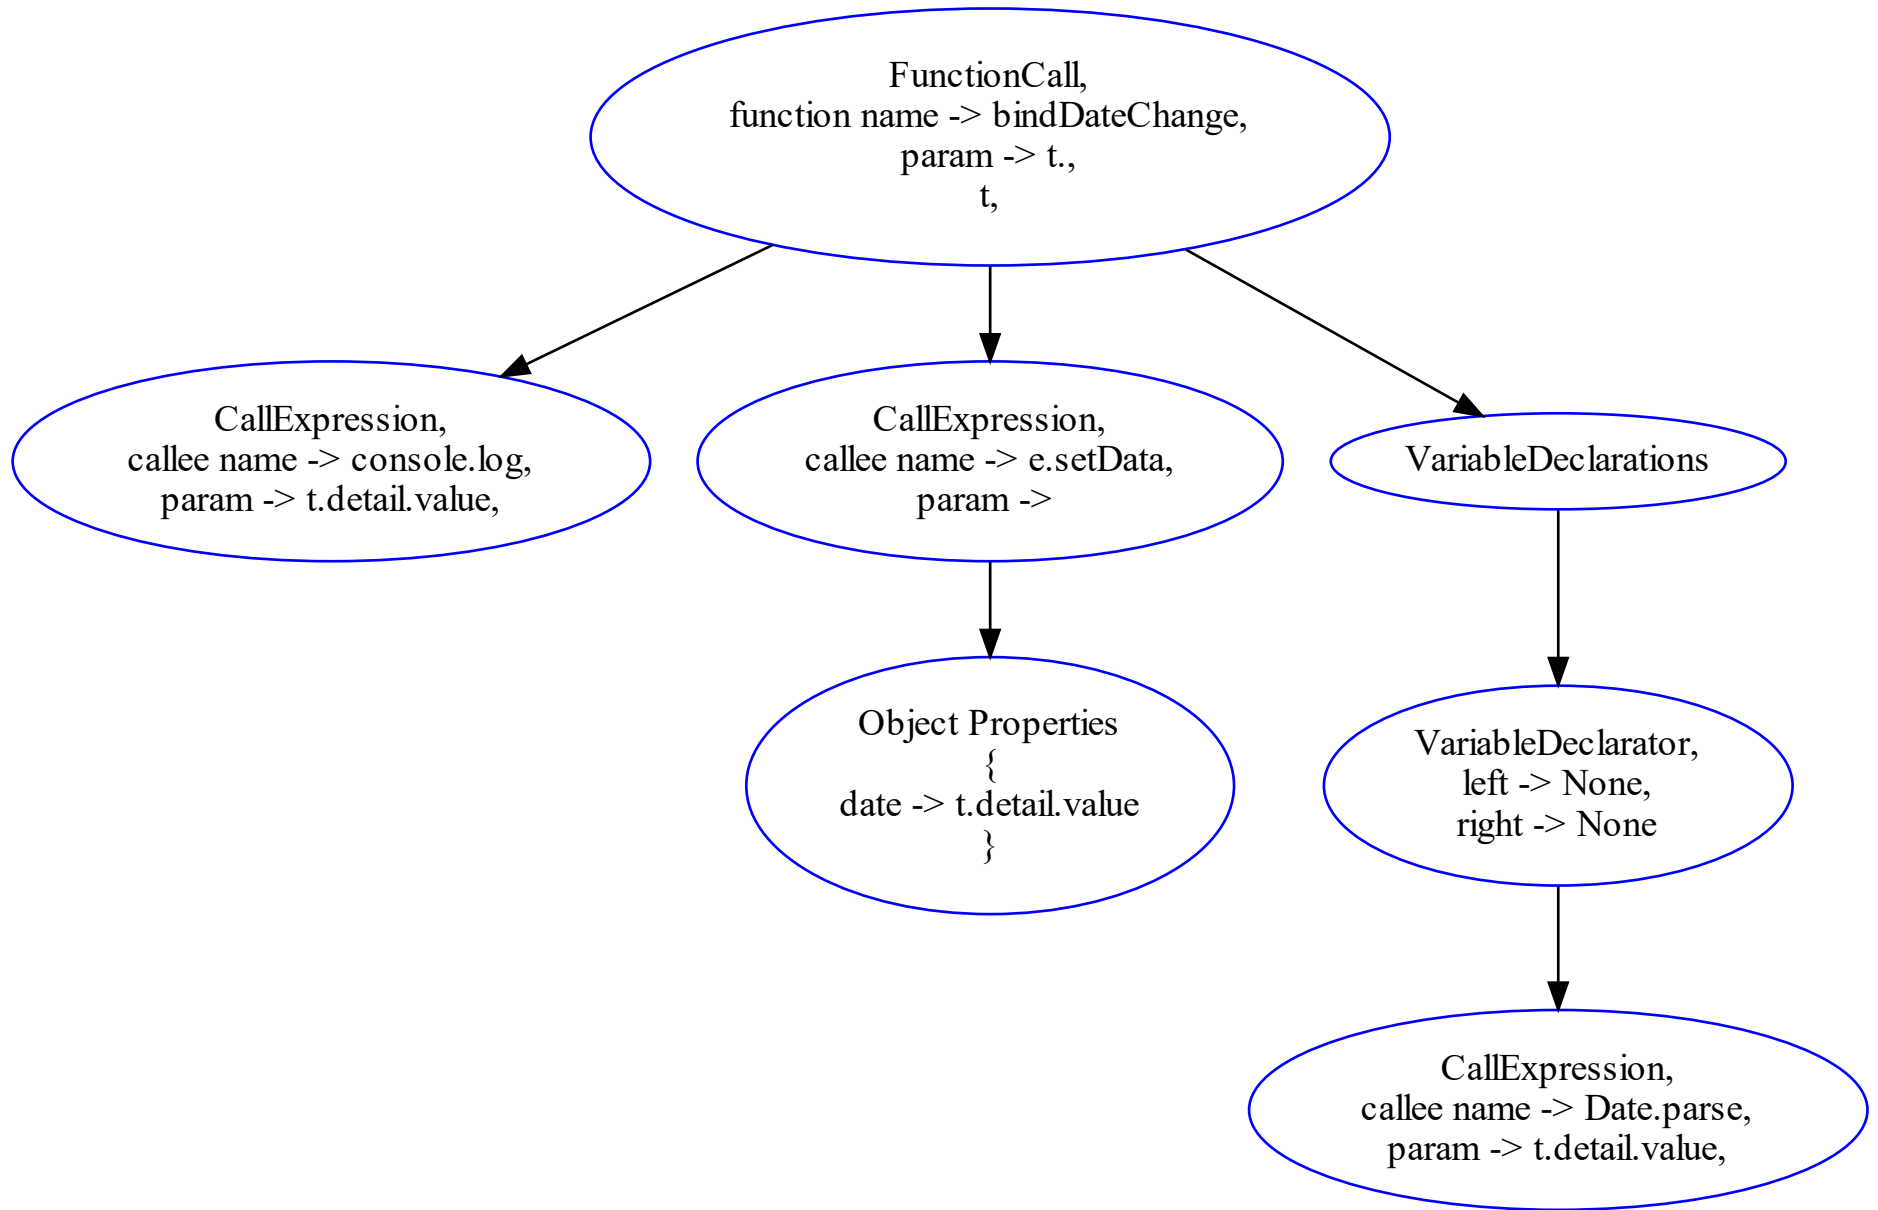 FunctionCall,
function name -> bindDateChange,
param -> t.,
t,
CallExpression,
callee name -> console.log,
param -> t.detail.value,
CallExpression,
callee name -> e.setData,
param ->
VariableDeclarations
Object Properties
{
date -> t.detail.value
}
VariableDeclarator,
left -> None,
right -> None
CallExpression,
callee name -> Date.parse,
param -> t.detail.value,